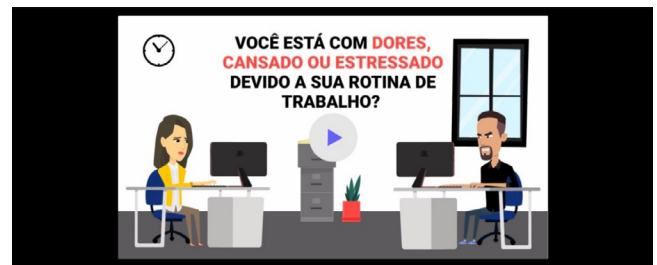 VOCÊ ESTÁ COM DORES,
CANSADO OU ESTRESSADO
DEVIDO A SUA ROTINA DE
TRABALHO?